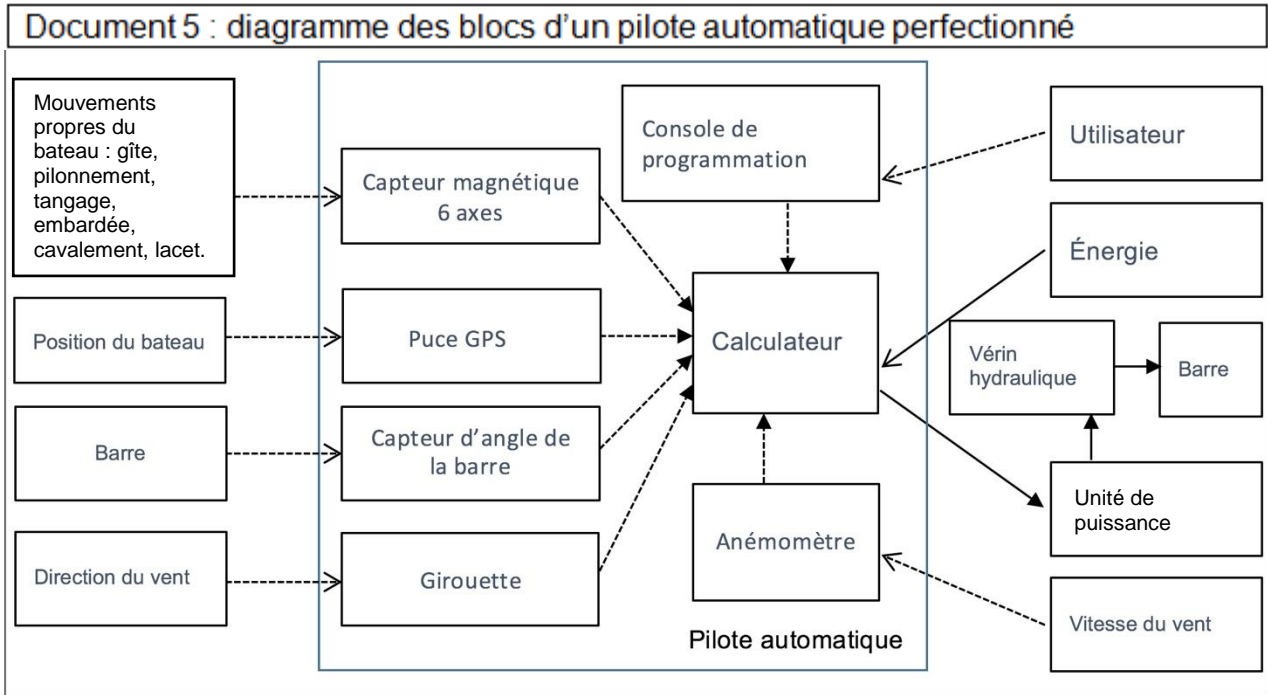 Document 5 : diagramme des blocs d'un pilote automatique perfectionné
Mouvements
propres du
bateau : gîte,
pilonnement,
tangage,
embardée,
cavalement, lacet.
Capteur magnétique
6 axes
Console de
programmation
Utilisateur
Énergie
Position du bateau
Puce GPS
Calculateur
Vérin
hydraulique
Barre
Barre
Capteur d'angle de
la barre
Unité de
puissance
Direction du vent
Girouette
Anémomètre
Vitesse du vent
Pilote automatique